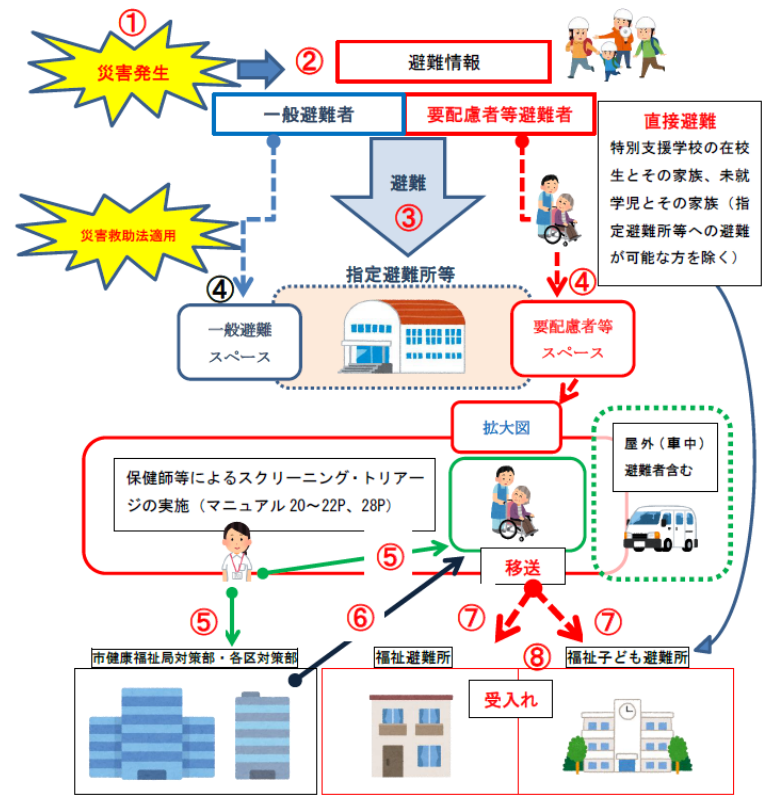 ①
災害発生
②
避難情報
一般避難者
要配慮者等避難者
直接避難
特別支援学校の在校
生とその家族、未就
学児とその家族（指
定避難所等への避難
が可能な方を除く）
避難
③
災害救助法適用
指定避難所等
④
④
一般避難
スペース
要配慮者等
スペース
拡大図
屋外（車中）
避難者含む
保健師等によるスクリーニング・トリアー
ジの実施（マニュアル 20～22P、28P）
⑤
移送
⑤
⑥
⑦
⑦
市健康福祉局対策部・各区対策部
福祉避難所
⑧
福祉子ども避難所
受入れ